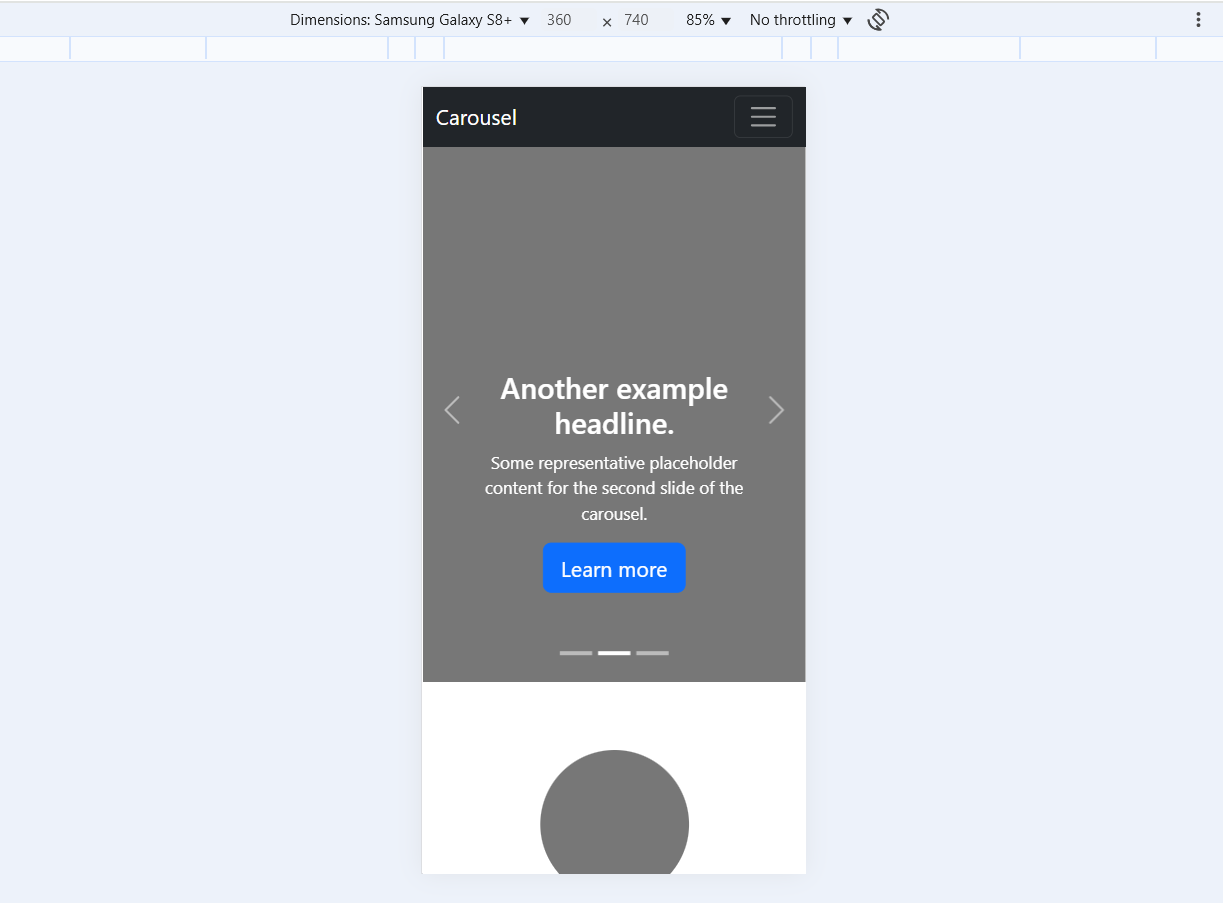 Dimensions: Samsung Galaxy S8+ ▼ 360 × 740 85% ▼ No throttling ▼
Carousel
Another example
headline.
Some representative placeholder
content for the second slide of the
carousel.
Learn more